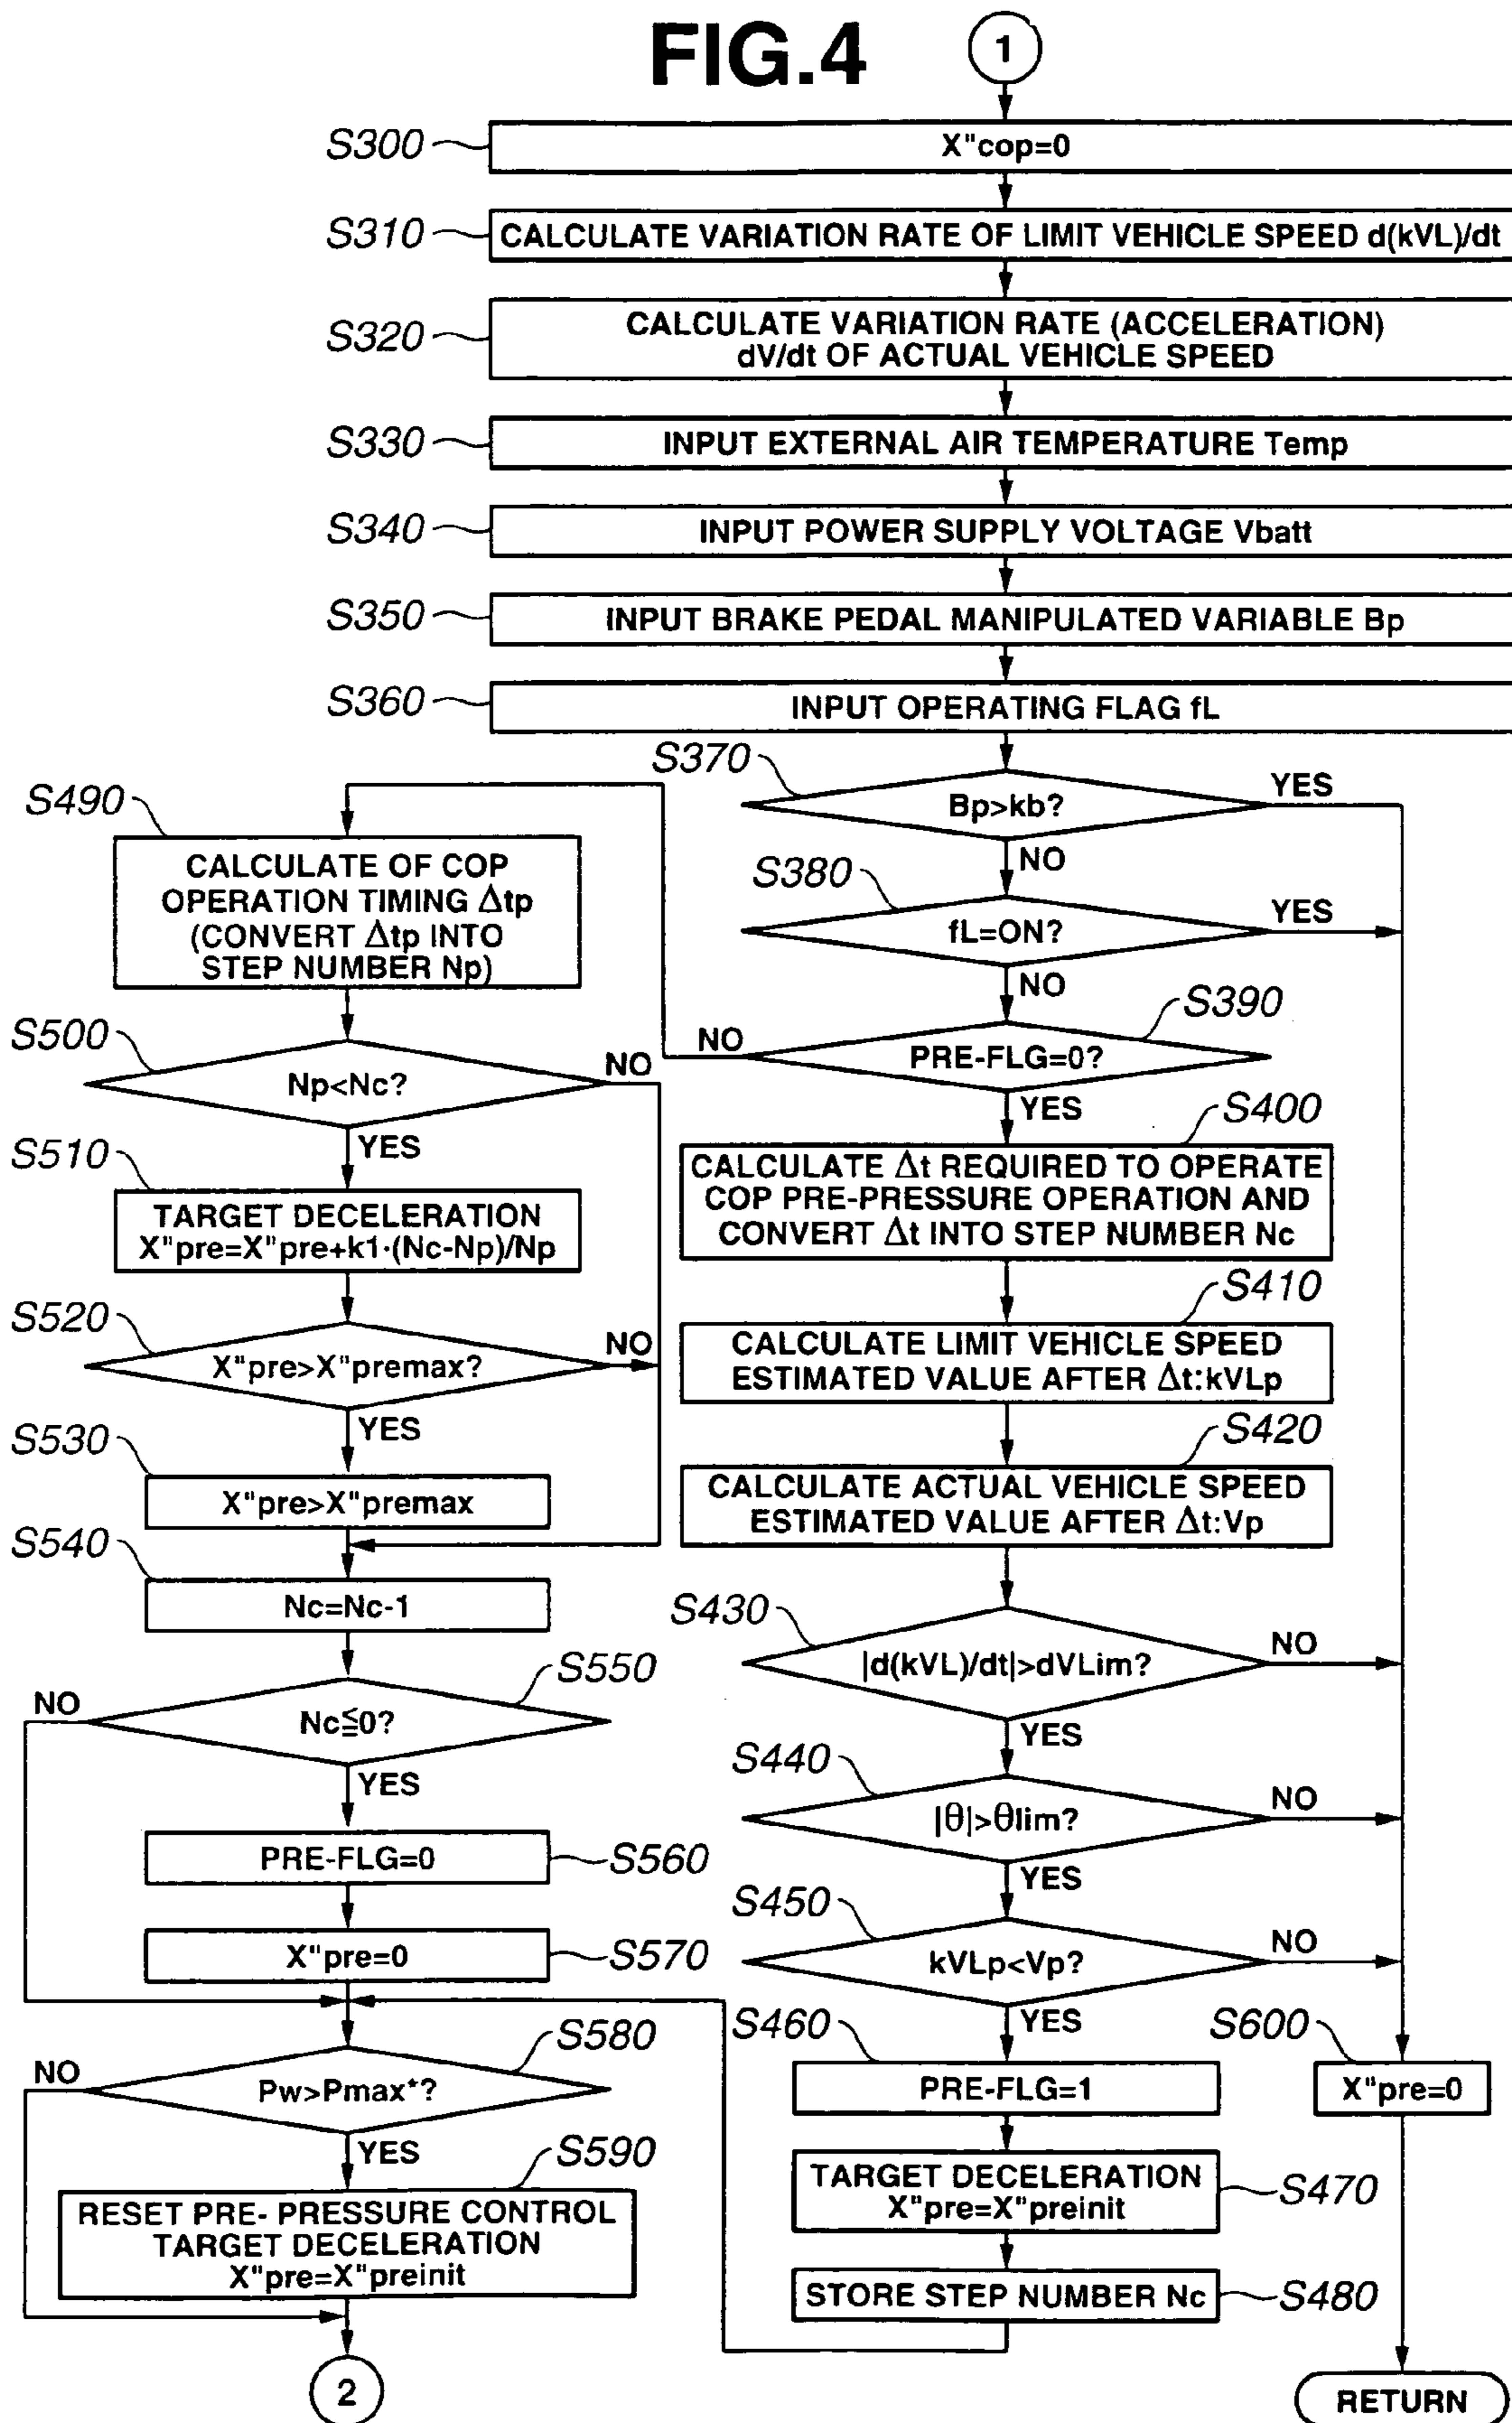 FIG.4
1
S300
X"cop=0
S310
CALCULATE VARIATION RATE OF LIMIT VEHICLE SPEED d(kVL)/dt
S320
CALCULATE VARIATION RATE (ACCELERATION)
dV/dt OF ACTUAL VEHICLE SPEED
S330
INPUT EXTERNAL AIR TEMPERATURE Temp
S340
INPUT POWER SUPPLY VOLTAGE Vbatt
S350
INPUT BRAKE PEDAL MANIPULATED VARIABLE Bp
S360
INPUT OPERATING FLAG fL
S370
Bp>kb?
YES
NO
S380
fL=ON?
YES
NO
S390
PRE-FLG=0?
NO
YES
S400
CALCULATE Δt REQUIRED TO OPERATE
COP PRE-PRESSURE OPERATION AND
CONVERT Δt INTO STEP NUMBER Nc
S410
CALCULATE LIMIT VEHICLE SPEED
ESTIMATED VALUE AFTER Δt:kVLp
S420
CALCULATE ACTUAL VEHICLE SPEED
ESTIMATED VALUE AFTER Δt:Vp
S430
|d(kVL)/dt|>dVLim?
NO
YES
S440
|θ|>θlim?
NO
YES
S450
kVLp<Vp?
NO
YES
S460
PRE-FLG=1
S470
TARGET DECELERATION
X"pre=X"preinit
S480
STORE STEP NUMBER Nc
S490
CALCULATE OF COP
OPERATION TIMING Δtp
(CONVERT Δtp INTO
STEP NUMBER Np)
S500
Np<Nc?
NO
YES
S510
TARGET DECELERATION
X"pre=X"pre+k1·(Nc-Np)/Np
S520
X"pre>X"premax?
NO
YES
S530
X"pre>X"premax
S540
Nc=Nc-1
S550
Nc≦0?
NO
YES
S560
PRE-FLG=0
S570
X"pre=0
S580
Pw>Pmax*?
NO
YES
S590
RESET PRE- PRESSURE CONTROL
TARGET DECELERATION
X"pre=X"preinit
2
S600
X"pre=0
RETURN